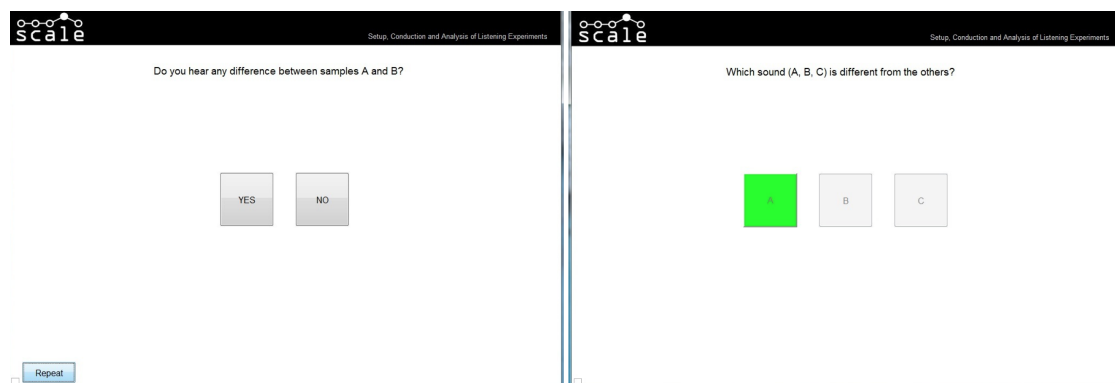 scale
Setup, Conduction and Analysis of Listening Experiments
Do you hear any difference between samples A and B?
YES
NO
Repeat
scale
Setup, Conduction and Analysis of Listening Experiments
Which sound (A, B, C) is different from the others?
A
B
C